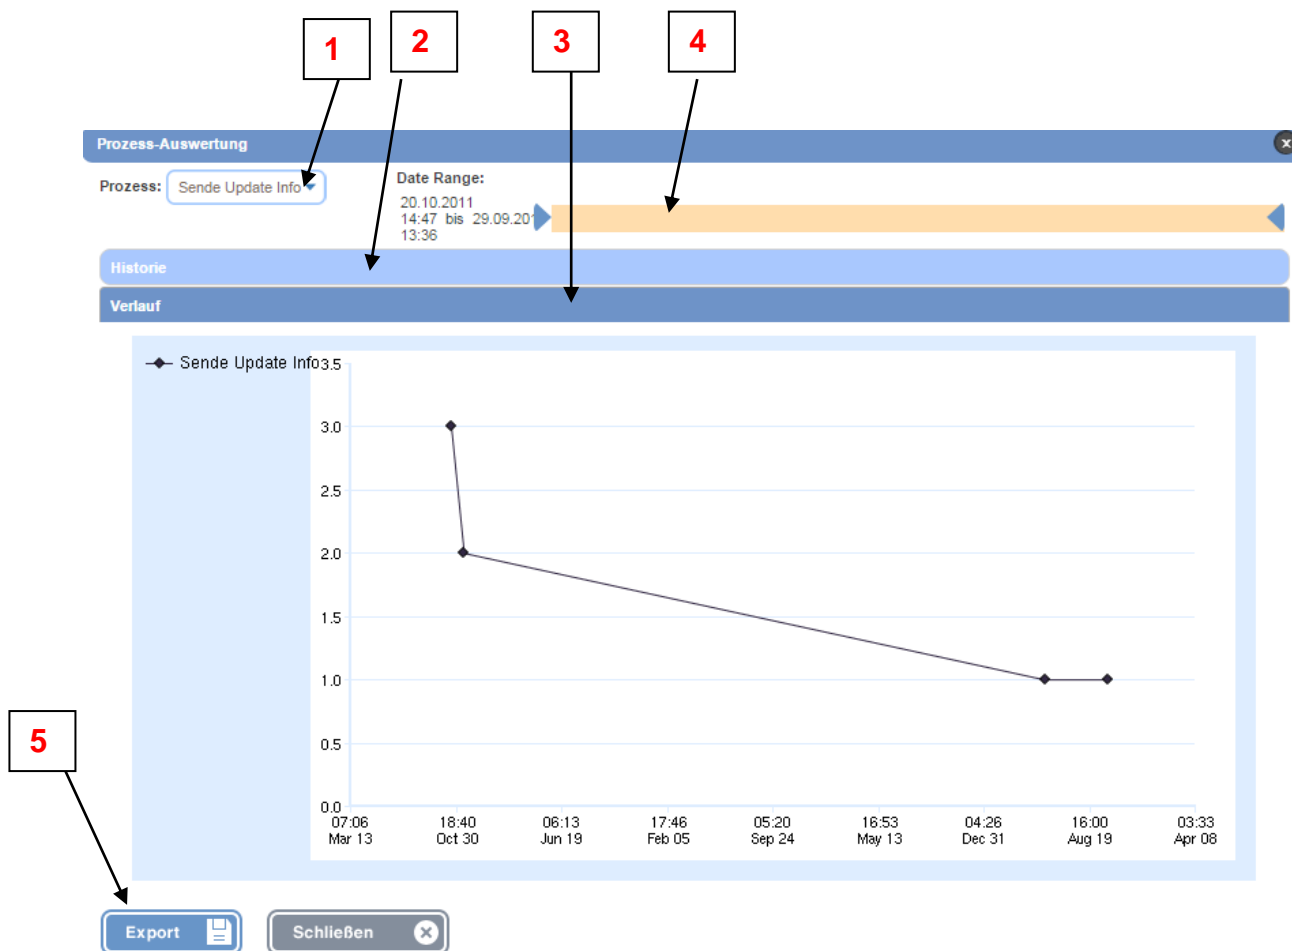 1 2 3 4
Prozess-Auswertung
x
Prozess: Sende Update Info
Date Range:
20.10.2011
14:47 bis 29.09.201
13:36
Historie
Verlauf
Sende Update Info
3.5
3.0
2.5
2.0
1.5
1.0
0.5
0.0
07:06 18:40 06:13 17:46 05:20 16:53 04:26 16:00 03:33
Mar 13 Oct 30 Jun 19 Feb 05 Sep 24 May 13 Dec 31 Aug 19 Apr 08
5
Export Schließen